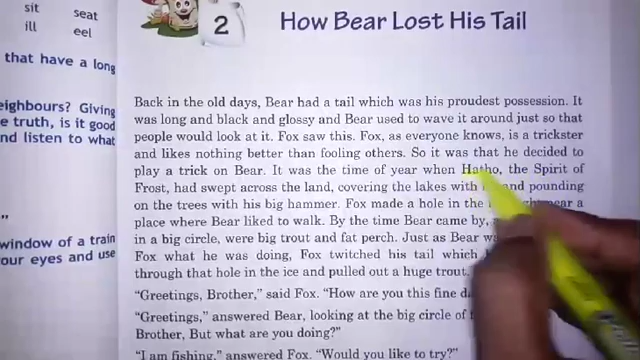 sit seat
ill eel
that have a long
eighbours? Giving
e truth, is it good
nd listen to what
"
window of a train
our eyes and use
2
How Bear Lost His Tail
Back in the old days, Bear had a tail which was his proudest possession. It
was long and black and glossy and Bear used to wave it around just so that
people would look at it. Fox saw this. Fox, as everyone knows, is a trickster
and likes nothing better than fooling others. So it was that he decided to
play a trick on Bear. It was the time of year when Hatho, the Spirit of
Frost, had swept across the land, covering the lakes with and pounding
on the trees with his big hammer. Fox made a hole in the near a
place where Bear liked to walk. By the time Bear came by,
in a big circle, were big trout and fat perch. Just as Bear
Fox what he was doing, Fox twitched his tail which
through that hole in the ice and pulled out a huge trout.
"Greetings, Brother," said Fox. "How are you this fine
"Greetings," answered Bear, looking at the big circle of
Brother, But what are you doing?"
"I am fishing," answered Fox. "Would you like to try?"